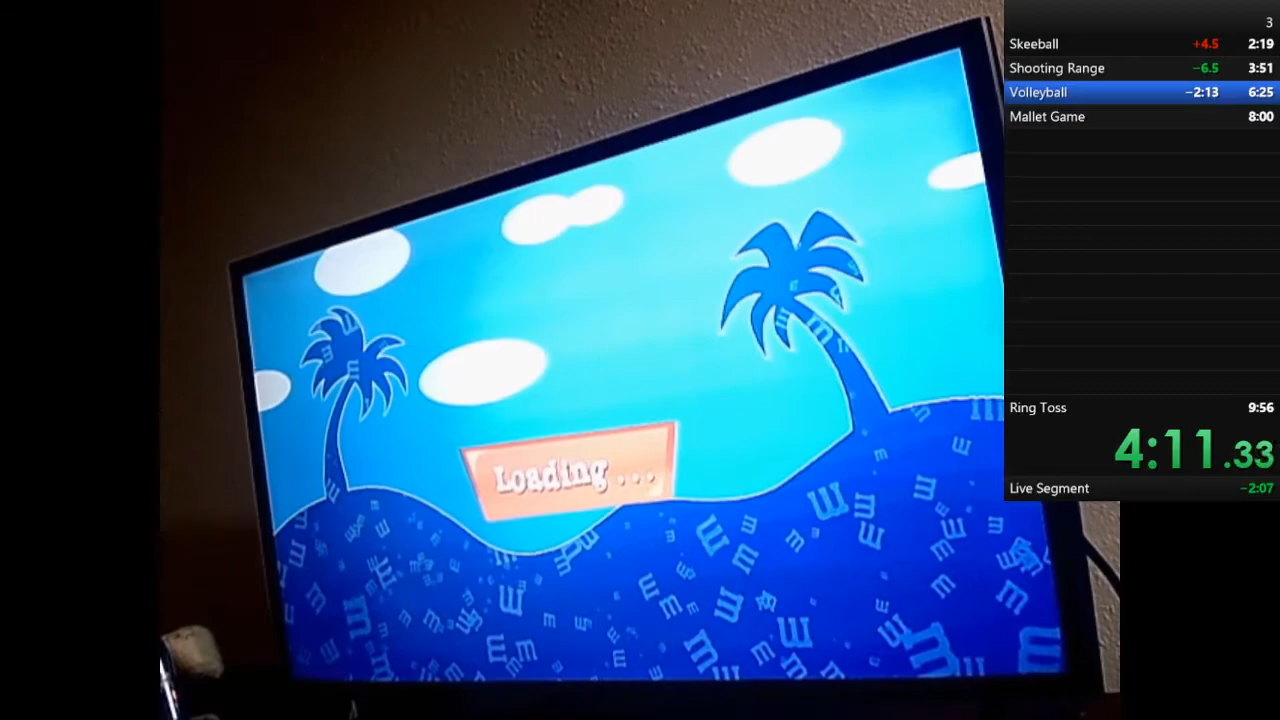 3
Skeeball +4.5 2:19
Shooting Range −6.5 3:51
Volleyball −2:13 6:25
Mallet Game 8:00
Loading...
Ring Toss 9:56
4:11.33
Live Segment −2:07